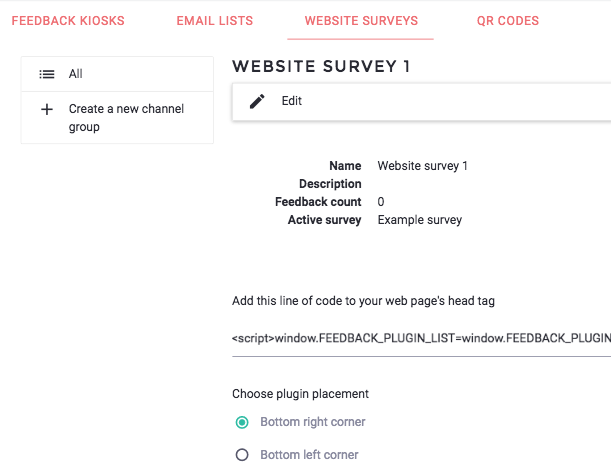 FEEDBACK KIOSKS EMAIL LISTS WEBSITE SURVEYS QR CODES
All
Create a new channel
group
WEBSITE SURVEY 1
Edit
Name Website survey 1
Description
Feedback count 0
Active survey Example survey
Add this line of code to your web page's head tag
<script>window.FEEDBACK_PLUGIN_LIST=window.FEEDBACK_PLUGIN
Choose plugin placement
Bottom right corner
Bottom left corner